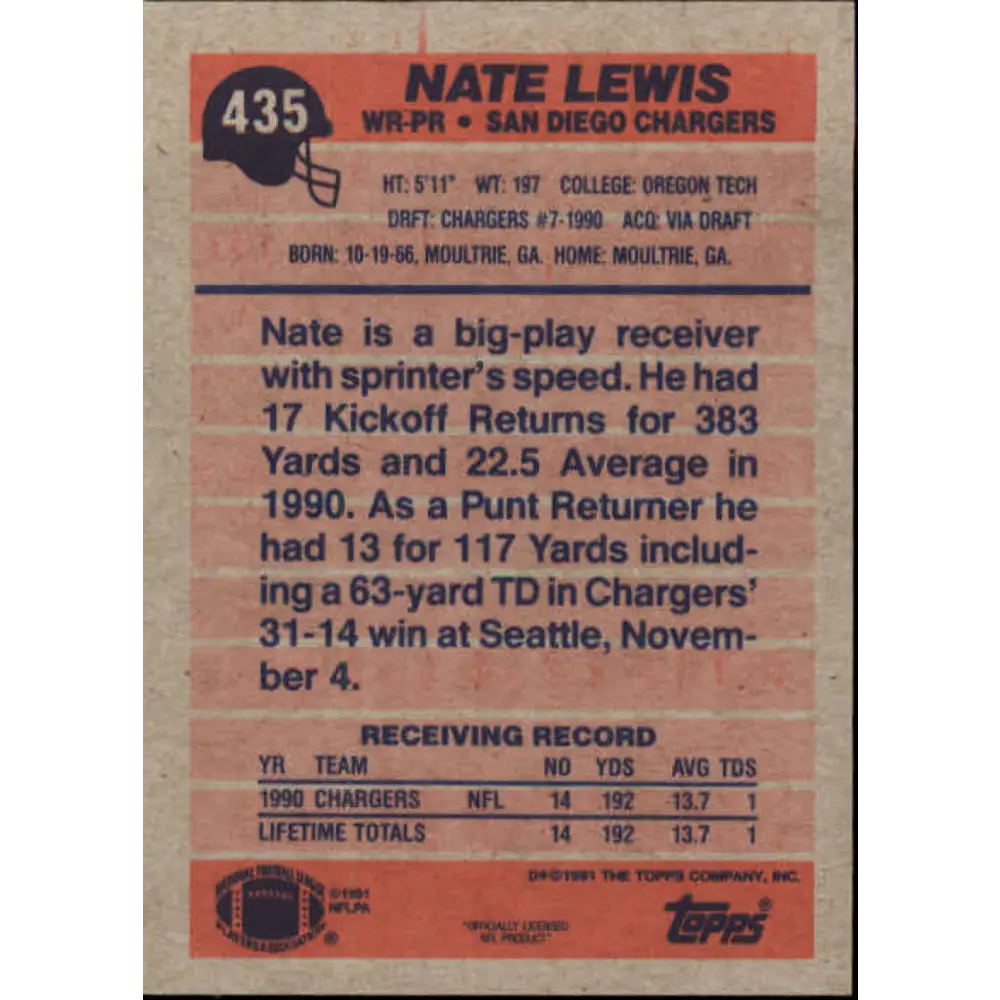 435
NATE LEWIS
WR-PR • SAN DIEGO CHARGERS
HT: 5'11" WT: 197 COLLEGE: OREGON TECH
DRFT: CHARGERS #7-1990 ACQ: VIA DRAFT
BORN: 10-19-66, MOULTRIE, GA. HOME: MOULTRIE, GA.
Nate is a big-play receiver
with sprinter's speed. He had
17 Kickoff Returns for 383
Yards and 22.5 Average in
1990. As a Punt Returner he
had 13 for 117 Yards includ-
ing a 63-yard TD in Chargers'
31-14 win at Seattle, Novem-
ber 4.
RECEIVING RECORD
YR TEAM NO YDS AVG TDS
1990 CHARGERS NFL 14 192 13.7 1
LIFETIME TOTALS 14 192 13.7 1
NATIONAL FOOTBALL LEAGUE
PLAYERS ASSOCIATION ®
©1991
NFLPA
D*©1991 THE TOPPS COMPANY, INC.
"OFFICIALLY LICENSED
NFL PRODUCT"
Topps®